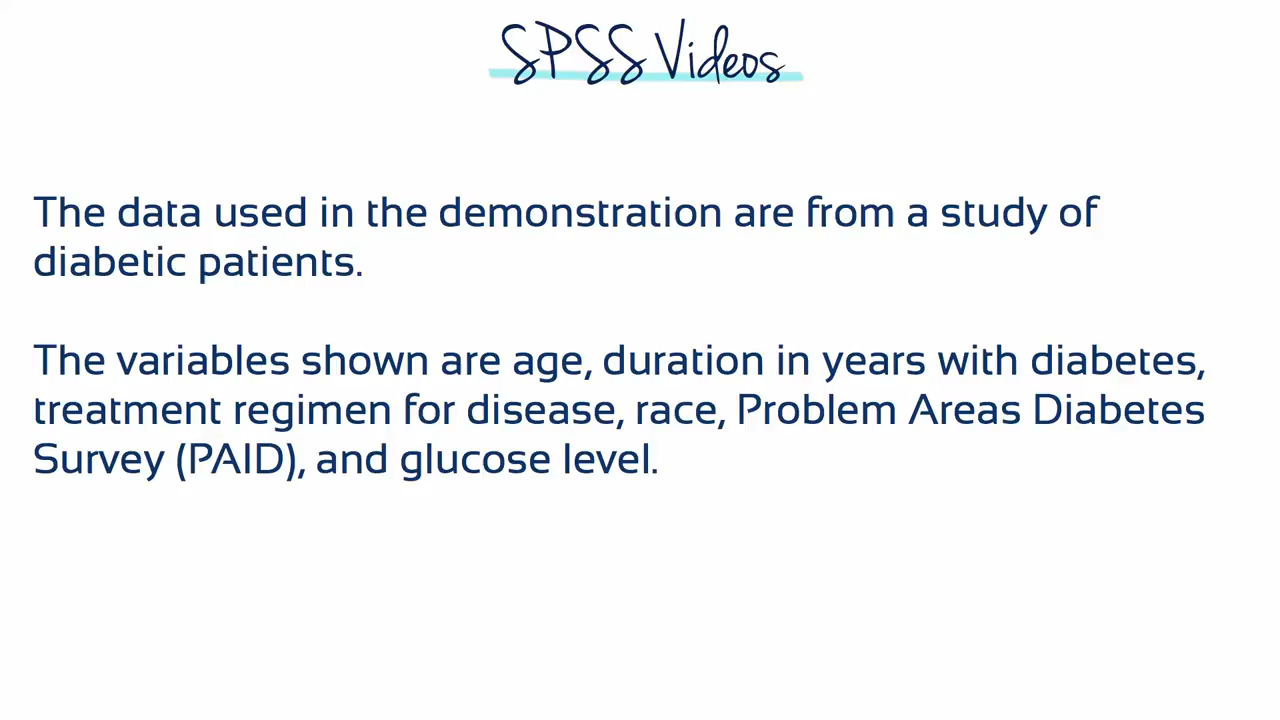 SPSS Videos
The data used in the demonstration are from a study of
diabetic patients.
The variables shown are age, duration in years with diabetes,
treatment regimen for disease, race, Problem Areas Diabetes
Survey (PAID), and glucose level.